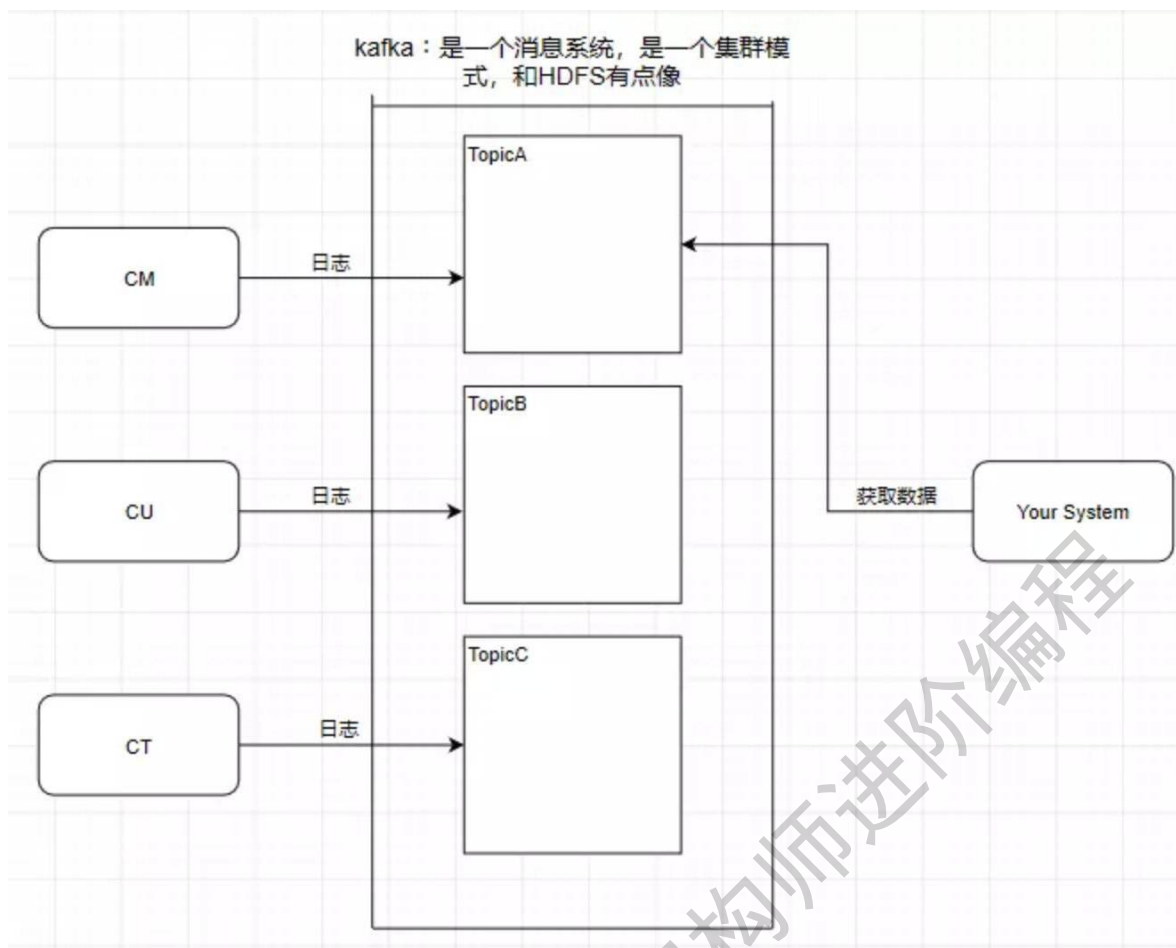 kafka：是一个消息系统，是一个集群模
式，和HDFS有点像
TopicA
CM
日志
TopicB
CU
日志
获取数据
Your System
TopicC
CT
日志
构师进阶编程